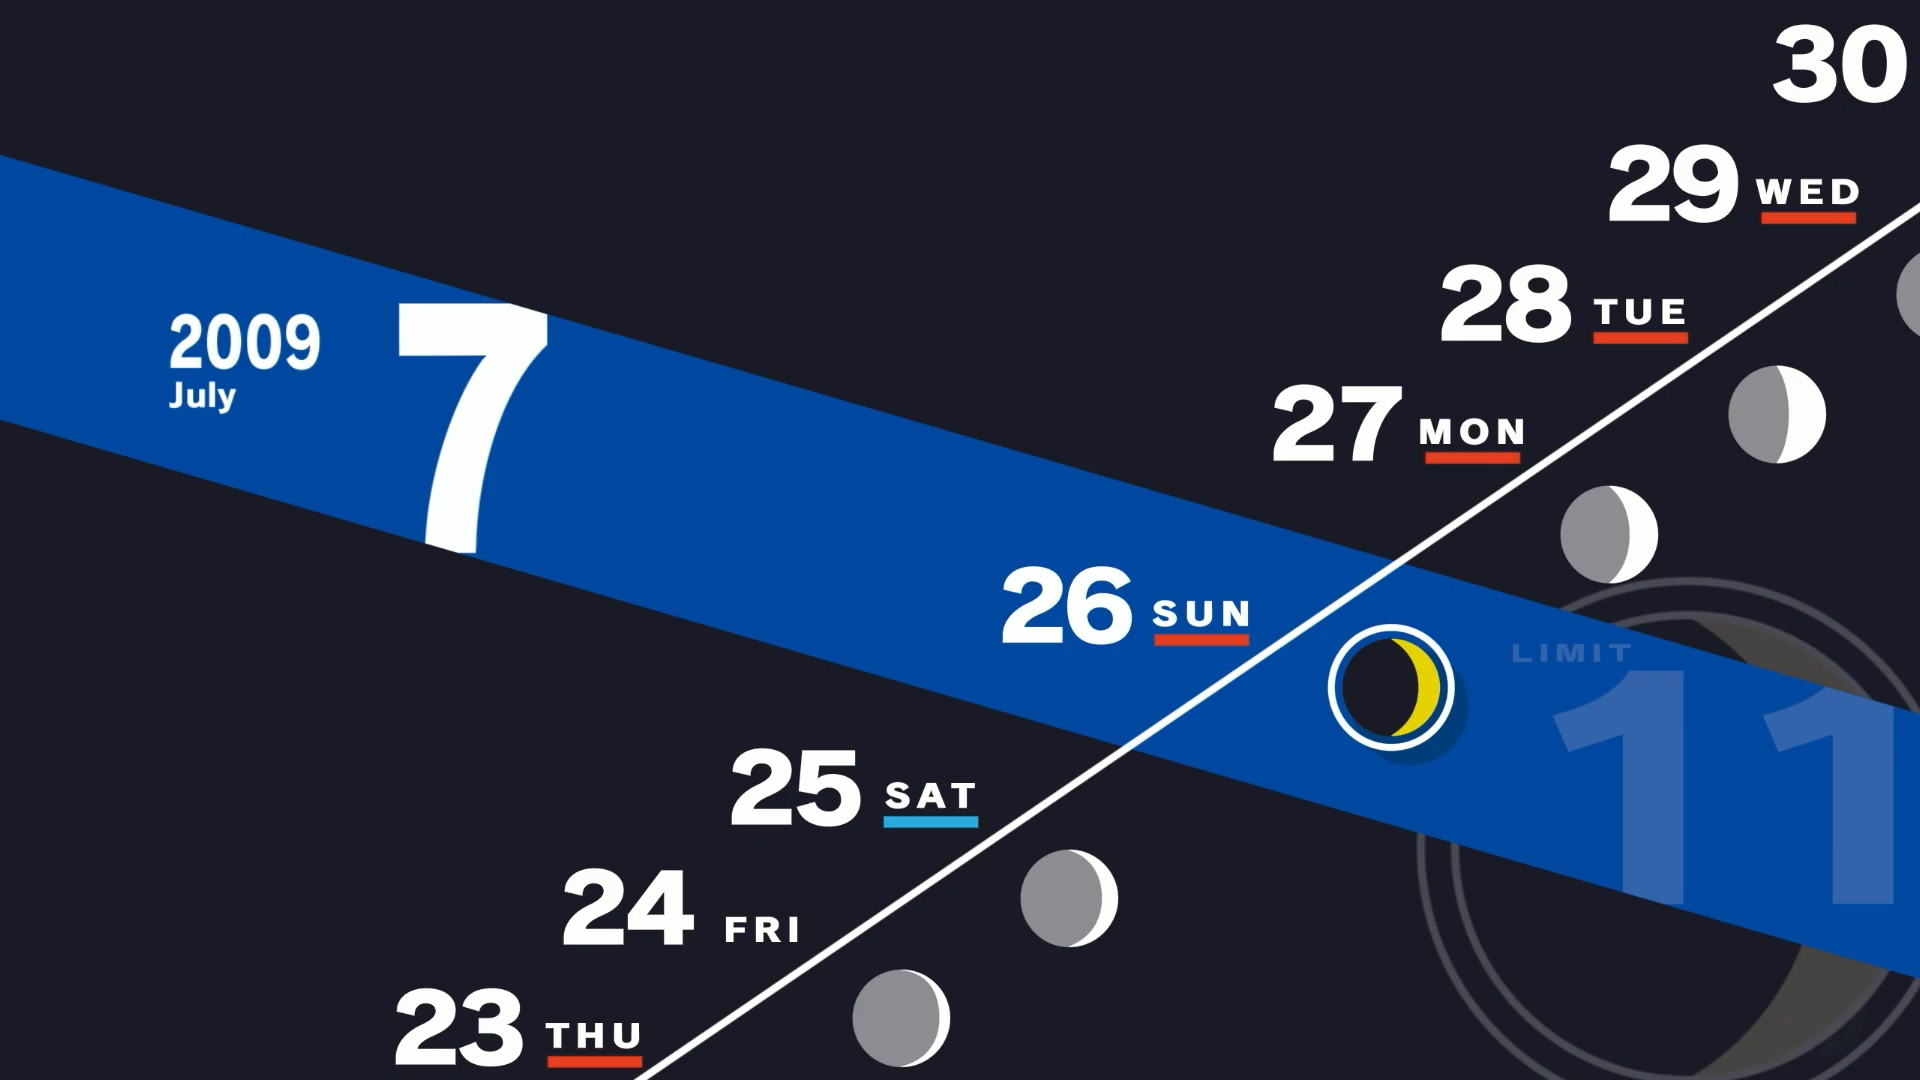 30
29 WED
28 TUE
27 MON
2009
July
7
26 SUN
LIMIT
11
25 SAT
24 FRI
23 THU